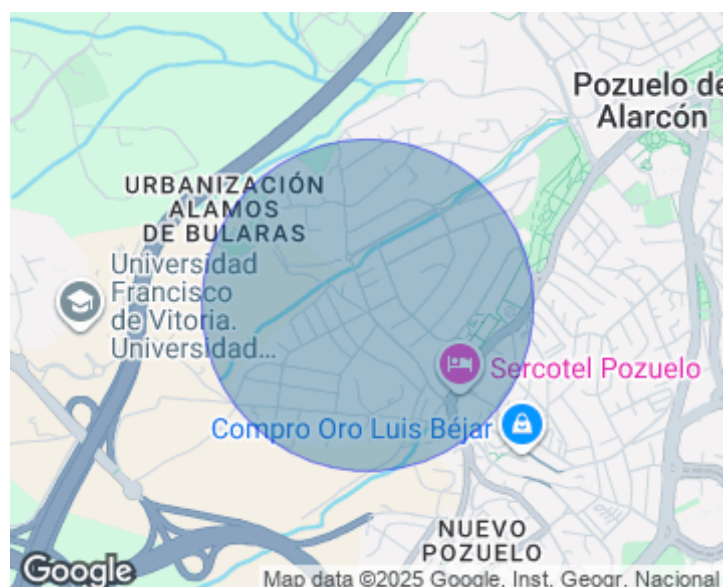 Pozuelo de
Alarcón
URBANIZACIÓN
ALAMOS
DE BULARAS
Universidad
Francisco
de Vitoria.
Universidad...
Sercotel Pozuelo
Compro Oro Luis Béjar
NUEVO
POZUELO
Google
Map data ©2025 Google, Inst. Geogr. Nacional